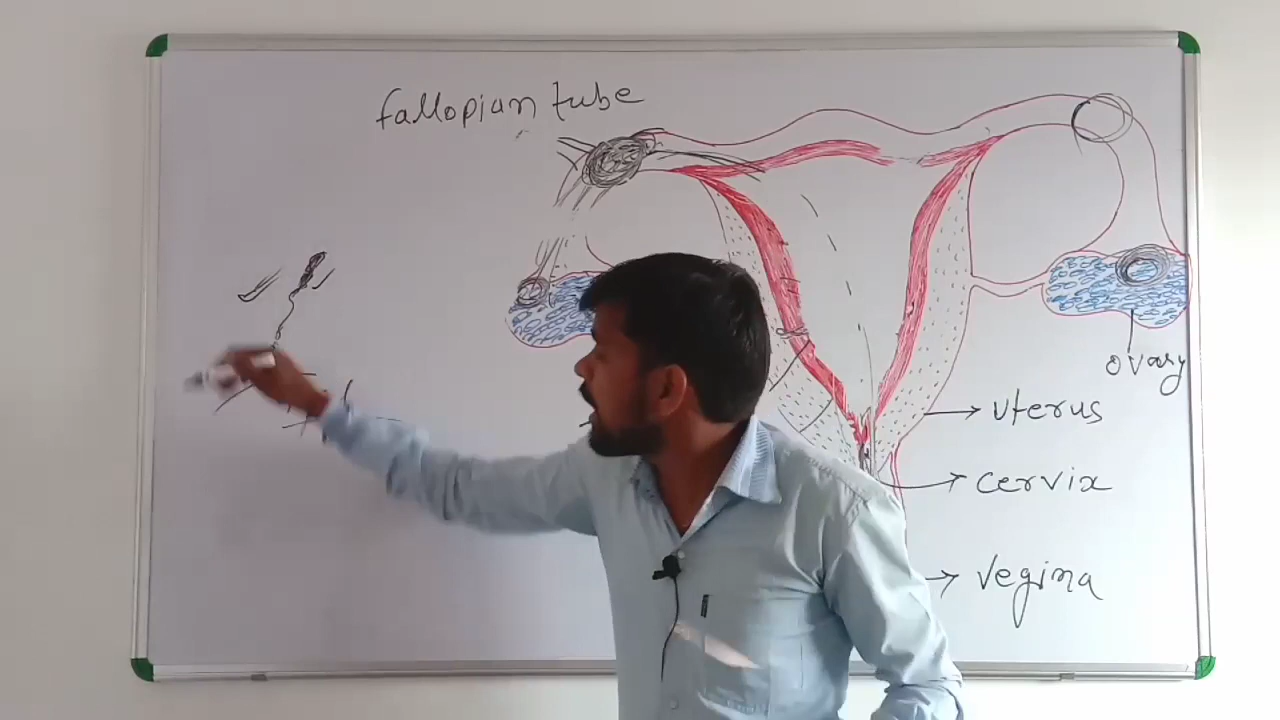 fallopian tube
ovary
uterus
cervix
vegina